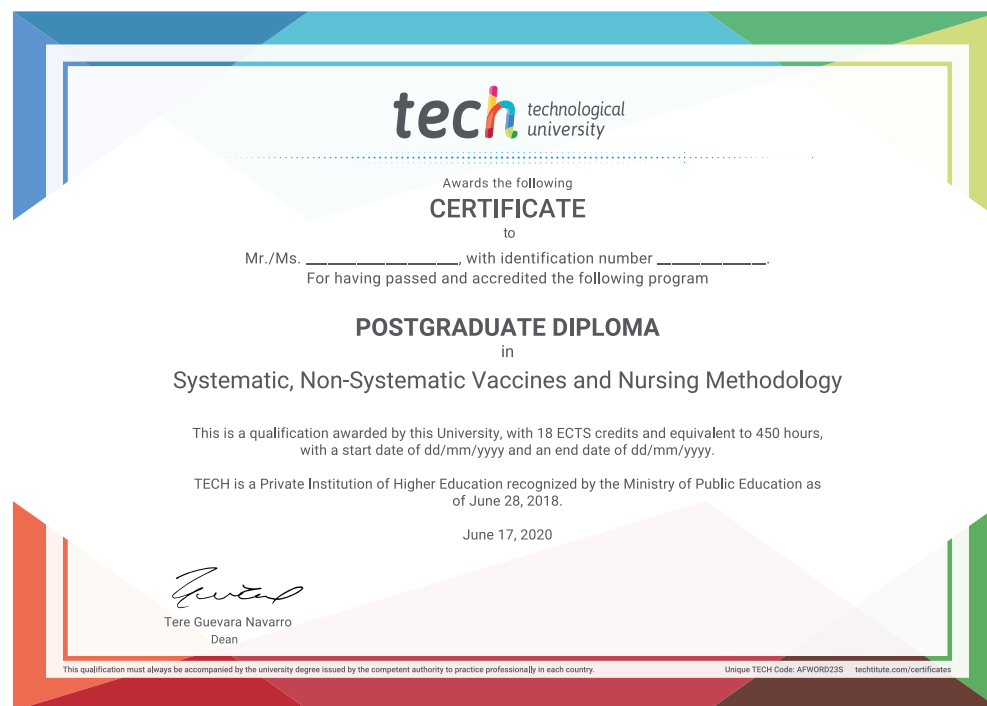 tech technological
university
Awards the following
CERTIFICATE
to
Mr./Ms. ____________________, with identification number ______________.
For having passed and accredited the following program
POSTGRADUATE DIPLOMA
in
Systematic, Non-Systematic Vaccines and Nursing Methodology
This is a qualification awarded by this University, with 18 ECTS credits and equivalent to 450 hours,
with a start date of dd/mm/yyyy and an end date of dd/mm/yyyy.
TECH is a Private Institution of Higher Education recognized by the Ministry of Public Education as
of June 28, 2018.
June 17, 2020
Tere Guevara Navarro
Dean
This qualification must always be accompanied by the university degree issued by the competent authority to practice professionally in each country.
Unique TECH Code: AFWORD23S techtitute.com/certificates